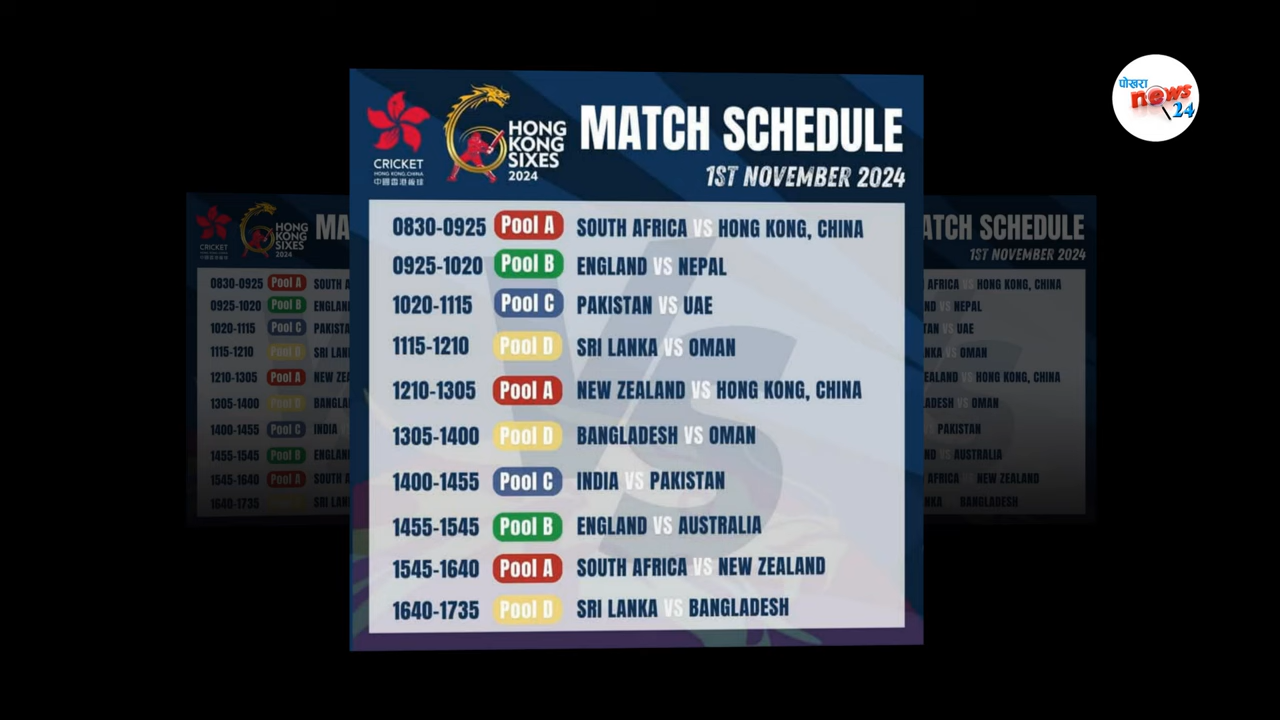 पोखरा
news
24
CRICKET
HONG KONG, CHINA
中國香港板球
HONG
KONG
SIXES
2024
MATCH SCHEDULE
1ST NOVEMBER 2024
0830-0925 Pool A SOUTH AFRICA VS HONG KONG, CHINA
0925-1020 Pool B ENGLAND VS NEPAL
1020-1115 Pool C PAKISTAN VS UAE
1115-1210 Pool D SRI LANKA VS OMAN
1210-1305 Pool A NEW ZEALAND VS HONG KONG, CHINA
1305-1400 Pool D BANGLADESH VS OMAN
1400-1455 Pool C INDIA VS PAKISTAN
1455-1545 Pool B ENGLAND VS AUSTRALIA
1545-1640 Pool A SOUTH AFRICA VS NEW ZEALAND
1640-1735 Pool D SRI LANKA VS BANGLADESH